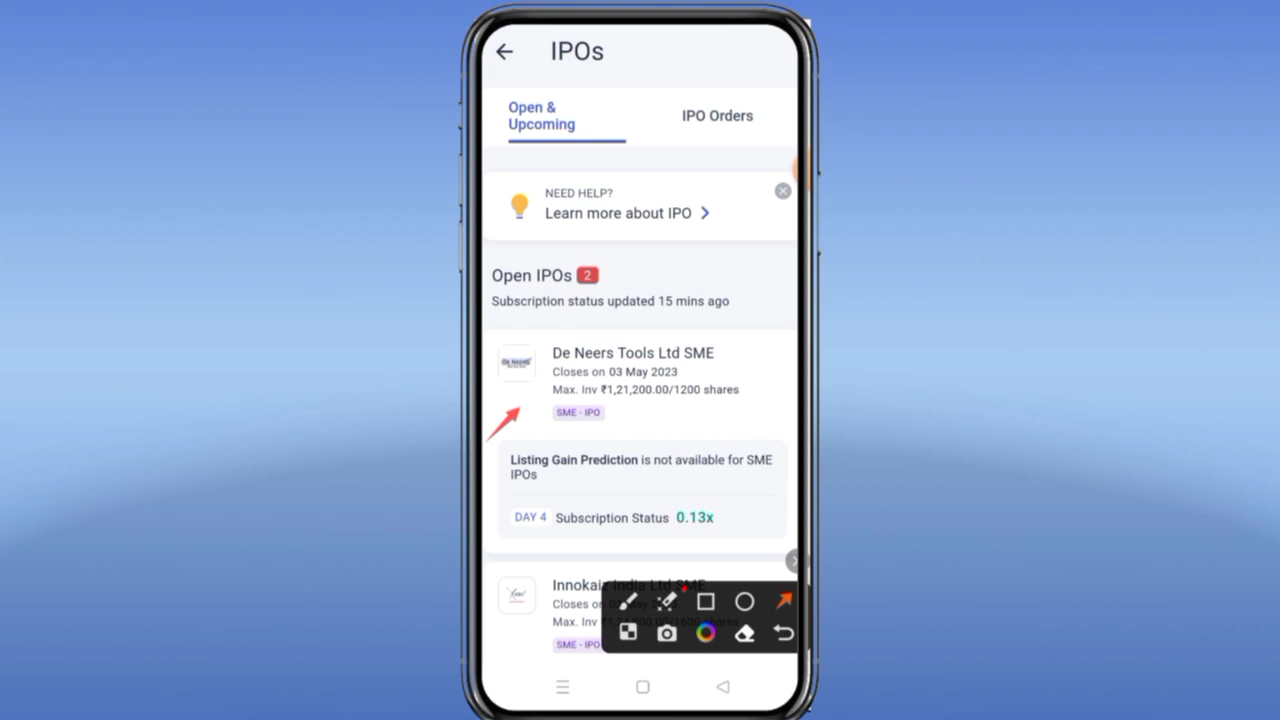 IPOs
Open &
Upcoming
IPO Orders
NEED HELP?
Learn more about IPO
Open IPOs 2
Subscription status updated 15 mins ago
DE NEERS
De Neers Tools Ltd SME
Closes on 03 May 2023
Max. Inv ₹1,21,200.00/1200 shares
SME - IPO
Listing Gain Prediction is not available for SME
IPOs
DAY 4 Subscription Status 0.13x
Innokaiz India Ltd SME
Closes on
Max. Inv
SME - IPO